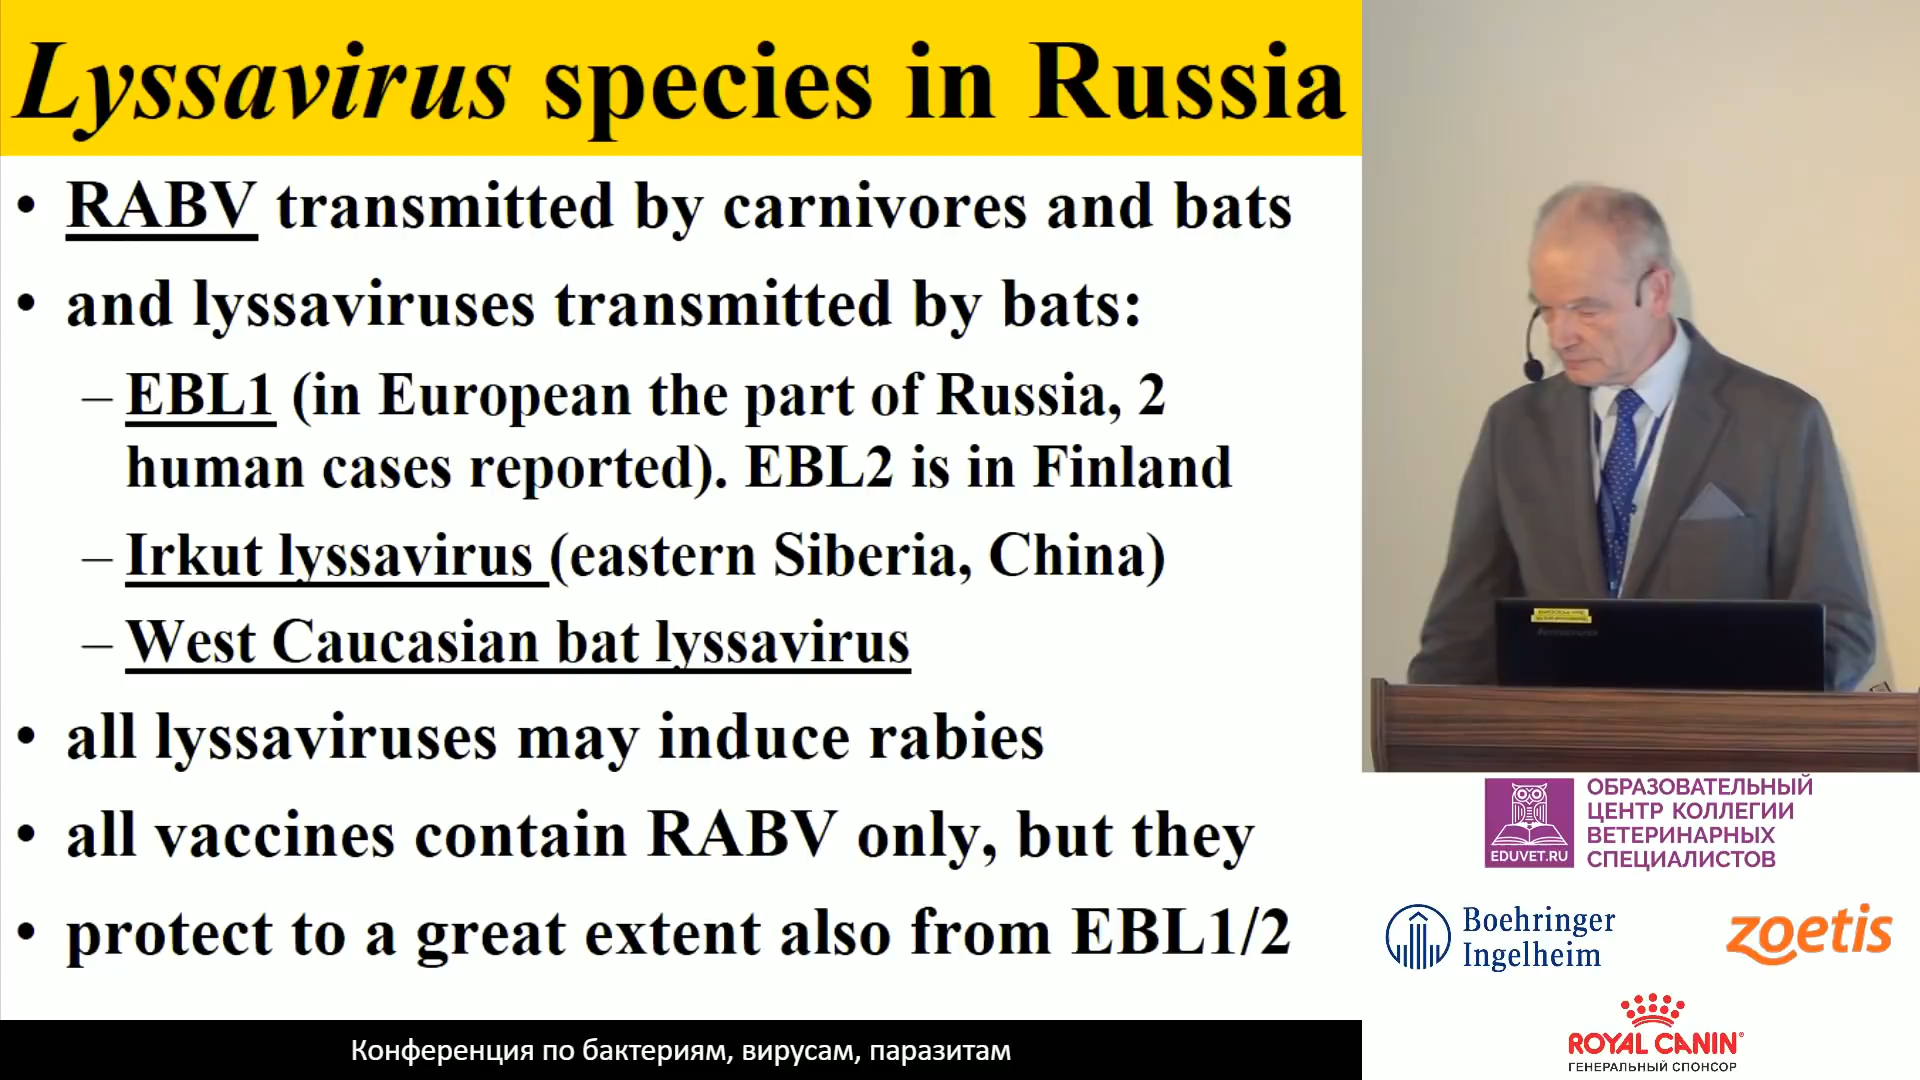 Lyssavirus species in Russia
• RABV transmitted by carnivores and bats
• and lyssaviruses transmitted by bats:
– EBL1 (in European the part of Russia, 2
human cases reported). EBL2 is in Finland
– Irkut lyssavirus (eastern Siberia, China)
– West Caucasian bat lyssavirus
• all lyssaviruses may induce rabies
• all vaccines contain RABV only, but they
• protect to a great extent also from EBL1/2
Конференция по бактериям, вирусам, паразитам
EDUVET.RU
ОБРАЗОВАТЕЛЬНЫЙ
ЦЕНТР КОЛЛЕГИИ
ВЕТЕРИНАРНЫХ
СПЕЦИАЛИСТОВ
Boehringer
Ingelheim
zoetis
ROYAL CANIN
ГЕНЕРАЛЬНЫЙ СПОНСОР